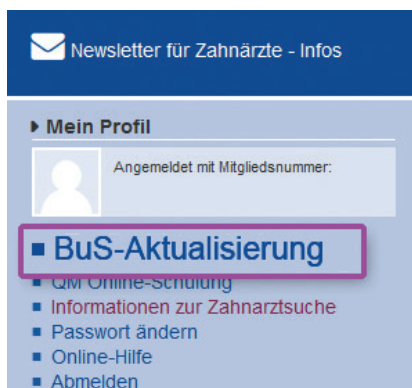 Newsletter für Zahnärzte - Infos
Mein Profil
Angemeldet mit Mitgliedsnummer:
BuS-Aktualisierung
QM Online-Schulung
Informationen zur Zahnarztsuche
Passwort ändern
Online-Hilfe
Abmelden